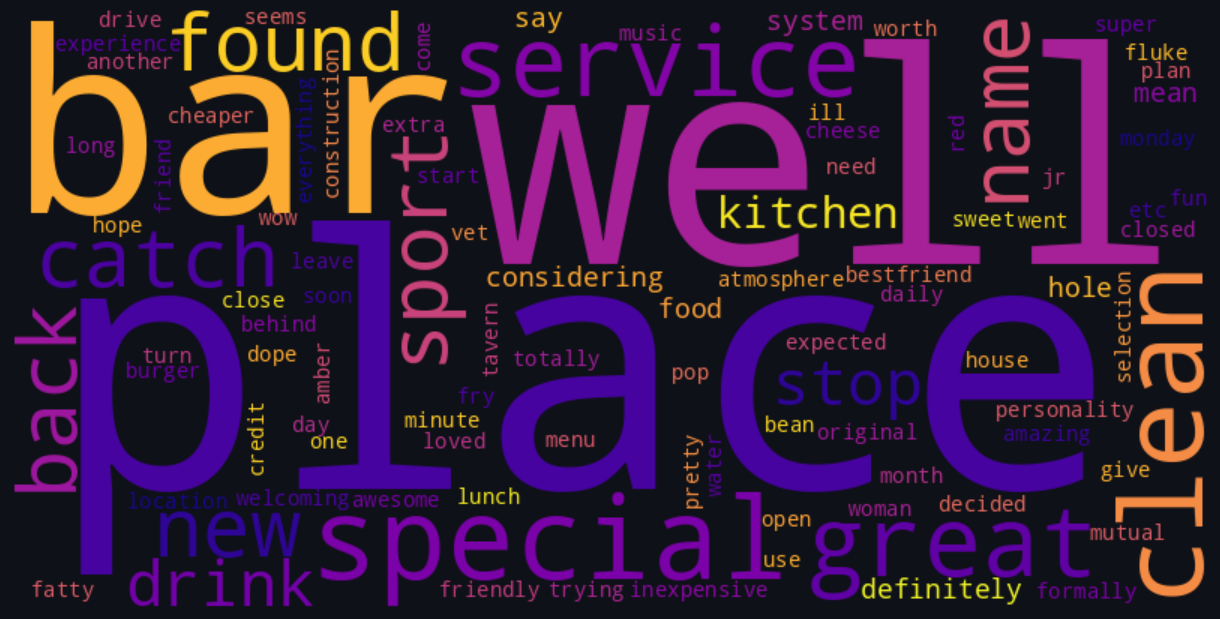 drive
seems
say
music
system
worth
super
experience
found
come
service
name
fluke
another
plan
bar
everything
construction
cheaper
extra
well
ill
mean
long
friend
sport
start
cheese
need
red
jr
monday
hope
wow
vet
kitchen
sweet
went
etc
fun
closed
catch
leave
considering
atmosphere
bestfriend
daily
hole
selection
clean
back
close
soon
behind
place
tavern
food
expected
turn
burger
dope
amber
totally
pop
stop
house
fry
credit
day
one
minute
loved
menu
pretty
water
bean
original
personality
amazing
month
give
location
welcoming
awesome
lunch
new
special
open
woman
decided
great
mutual
use
fatty
drink
friendly
trying
inexpensive
definitely
formally